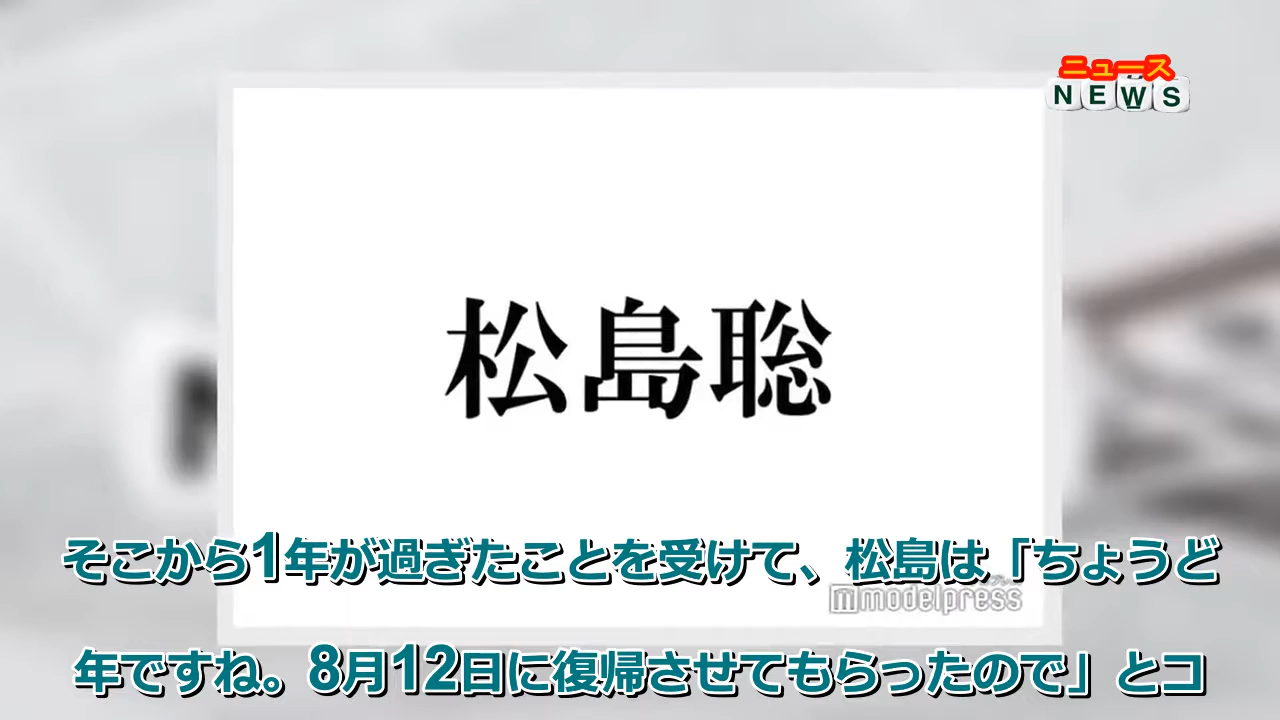 ニュース
NEWS
松島聡
そこから1年が過ぎたことを受けて、松島は「ちょうど
modelpress
年ですね。8月12日に復帰させてもらったので」とコ